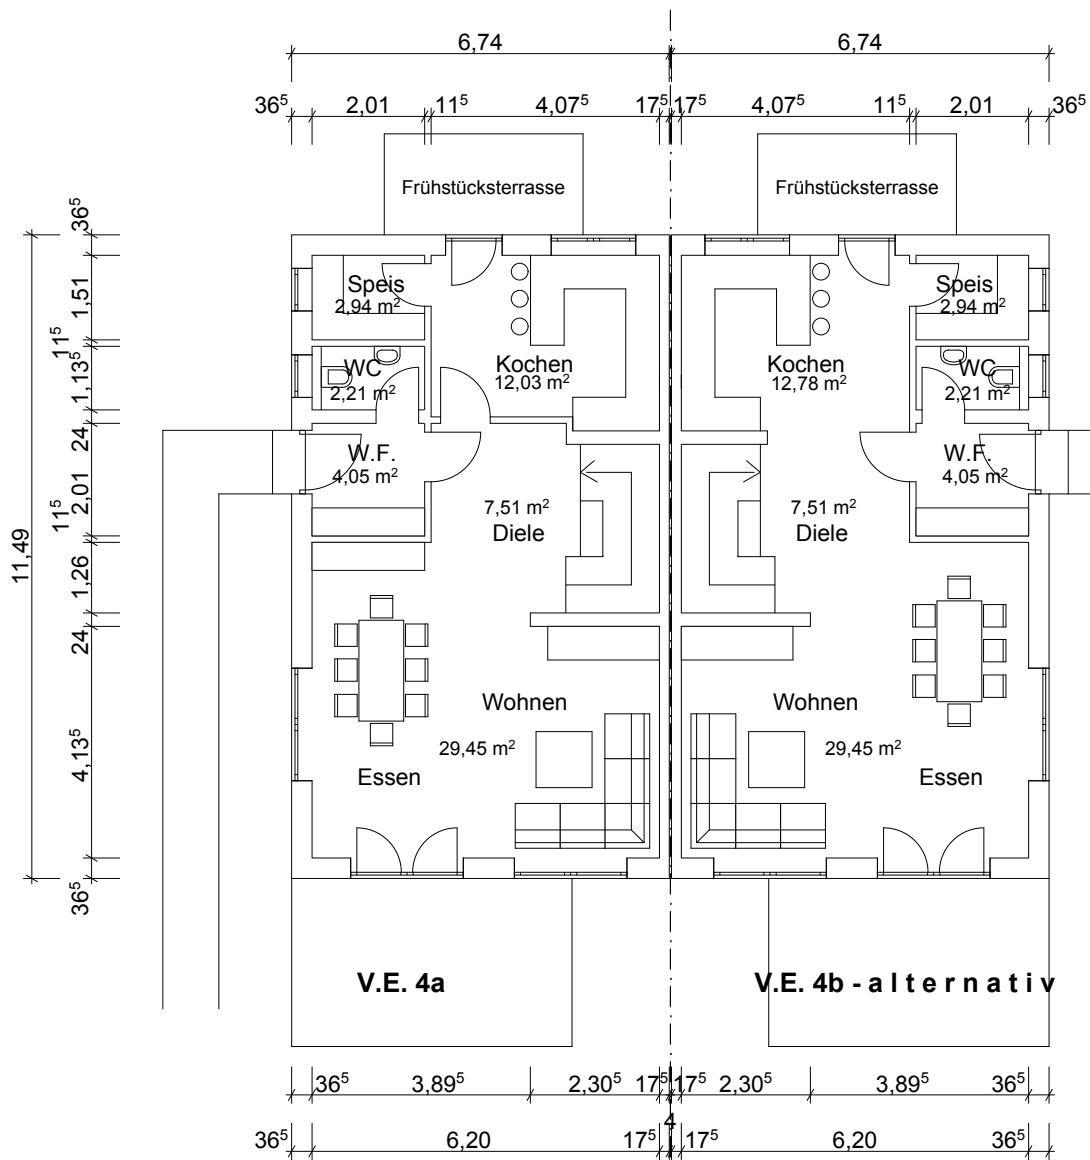 6,74 6,74
36⁵ 2,01 11⁵ 4,07⁵ 17⁵ 17⁵ 4,07⁵ 11⁵ 2,01 36⁵
Frühstücksterrasse Frühstücksterrasse
36⁵
1,51
11⁵
1,13⁵
24
2,01
11⁵
1,26
24
4,13⁵
36⁵
11,49
Speis Speis
2,94 m² 2,94 m²
Kochen Kochen
12,03 m² 12,78 m²
WC WC
2,21 m² 2,21 m²
W.F. W.F.
4,05 m² 4,05 m²
7,51 m² 7,51 m²
Diele Diele
Wohnen Wohnen
29,45 m² 29,45 m²
Essen Essen
V.E. 4a V.E. 4b - a l t e r n a t i v
36⁵ 3,89⁵ 2,30⁵ 17⁵ 17⁵ 2,30⁵ 3,89⁵ 36⁵
4
36⁵ 6,20 17⁵ 17⁵ 6,20 36⁵